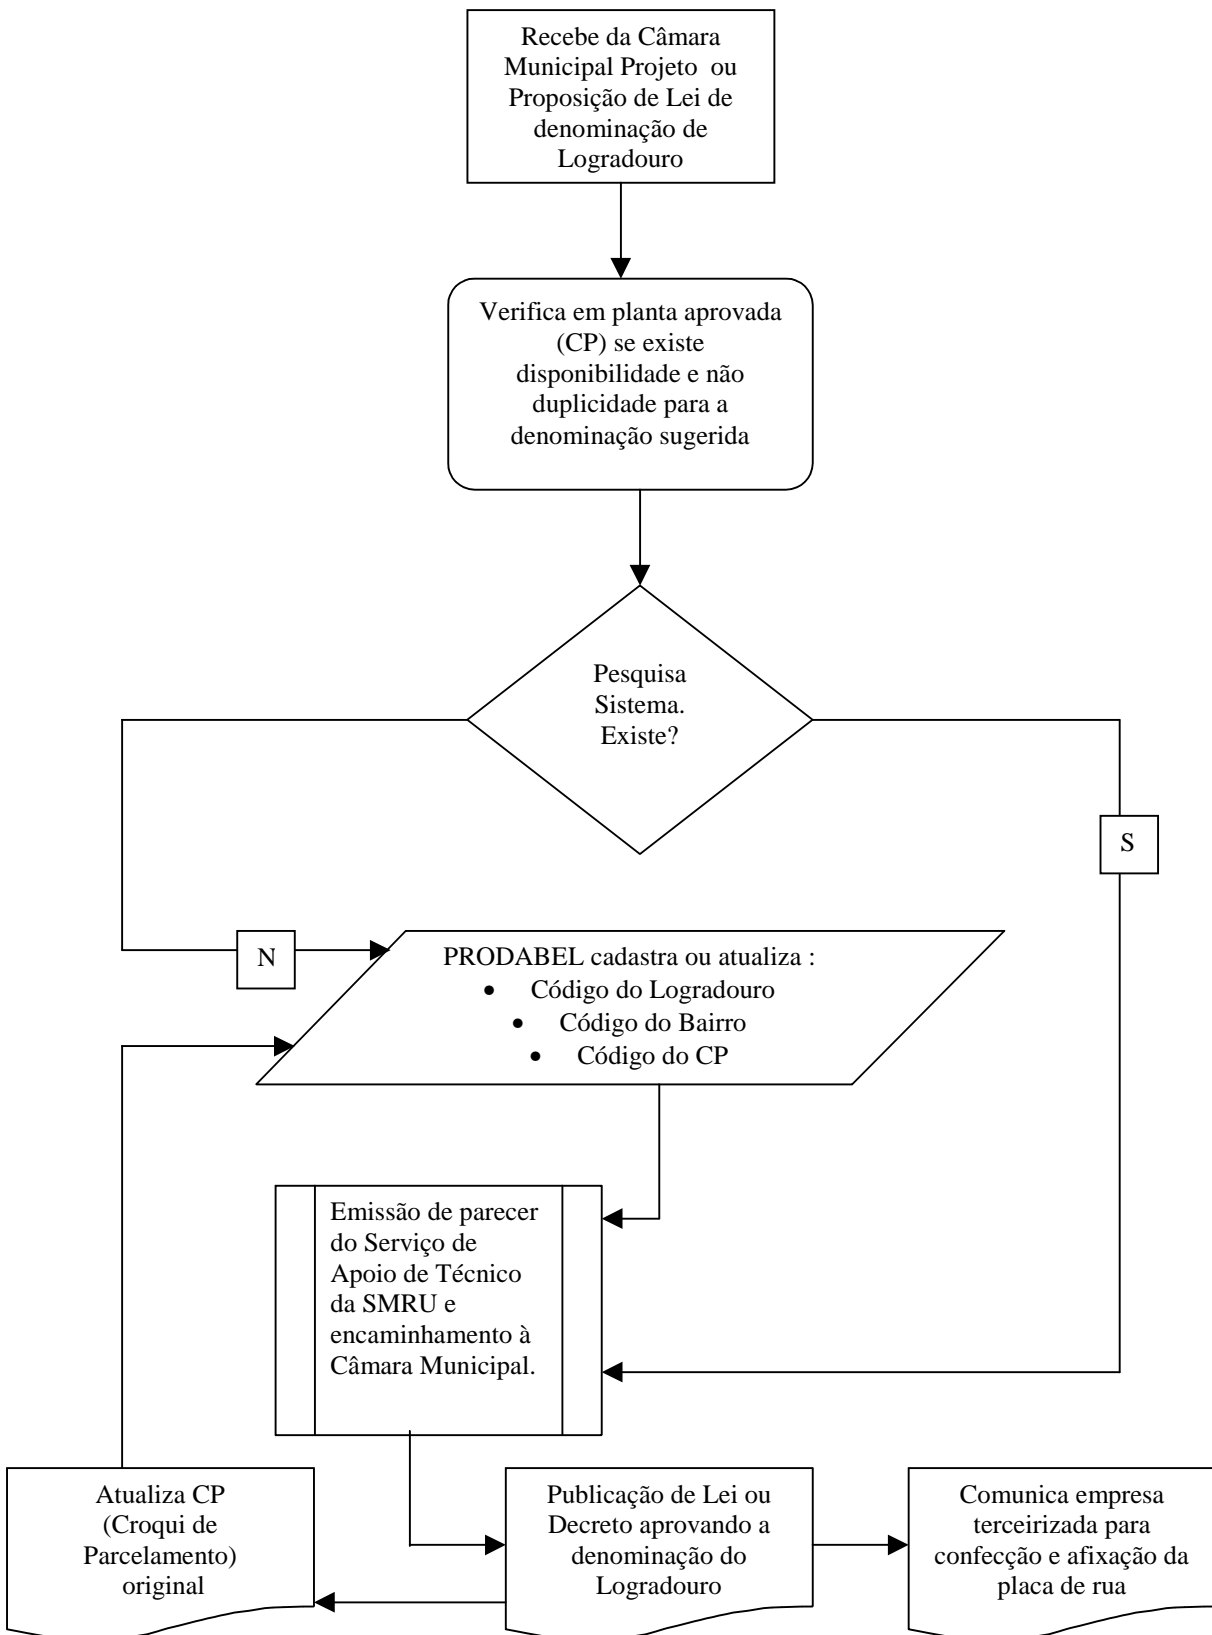 Recebe da Câmara
Municipal Projeto ou
Proposição de Lei de
denominação de
Logradouro
Verifica em planta aprovada
(CP) se existe
disponibilidade e não
duplicidade para a
denominação sugerida
Pesquisa
Sistema.
Existe?
S
N
PRODABEL cadastra ou atualiza :
• Código do Logradouro
• Código do Bairro
• Código do CP
Emissão de parecer
do Serviço de
Apoio de Técnico
da SMRU e
encaminhamento à
Câmara Municipal.
Atualiza CP
(Croqui de
Parcelamento)
original
Publicação de Lei ou
Decreto aprovando a
denominação do
Logradouro
Comunica empresa
terceirizada para
confecção e afixação da
placa de rua